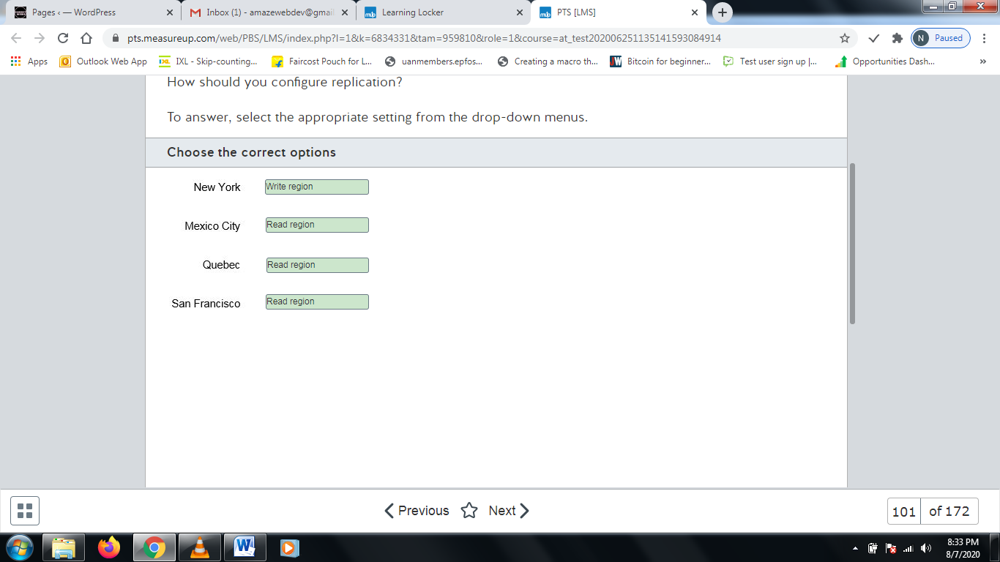 Pages ‹ — WordPress
Inbox (1) - amazewebdev@gmail
Learning Locker
PTS [LMS]
pts.measureup.com/web/PBS/LMS/index.php?l=1&k=6834331&tam=959810&role=1&course=at_test20200625113514159​3084914
N Paused
Apps
Outlook Web App
IXL - Skip-counting...
Faircost Pouch for L...
uanmembers.epfos...
Creating a macro th...
Bitcoin for beginner...
Test user sign up |...
Opportunities Dash...
»
How should you configure replication?
To answer, select the appropriate setting from the drop-down menus.
Choose the correct options
New York Write region
Mexico City Read region
Quebec Read region
San Francisco Read region
Previous
Next
101 of 172
8:33 PM
8/7/2020